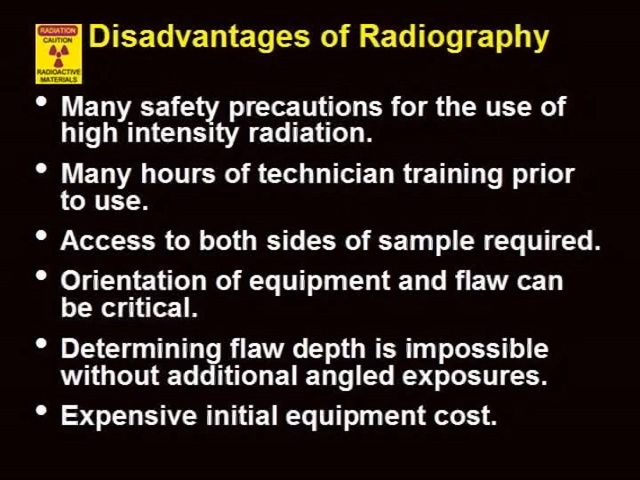 RADIATION
CAUTION
RADIOACTIVE
MATERIALS
Disadvantages of Radiography
• Many safety precautions for the use of
high intensity radiation.
• Many hours of technician training prior
to use.
• Access to both sides of sample required.
• Orientation of equipment and flaw can
be critical.
• Determining flaw depth is impossible
without additional angled exposures.
• Expensive initial equipment cost.